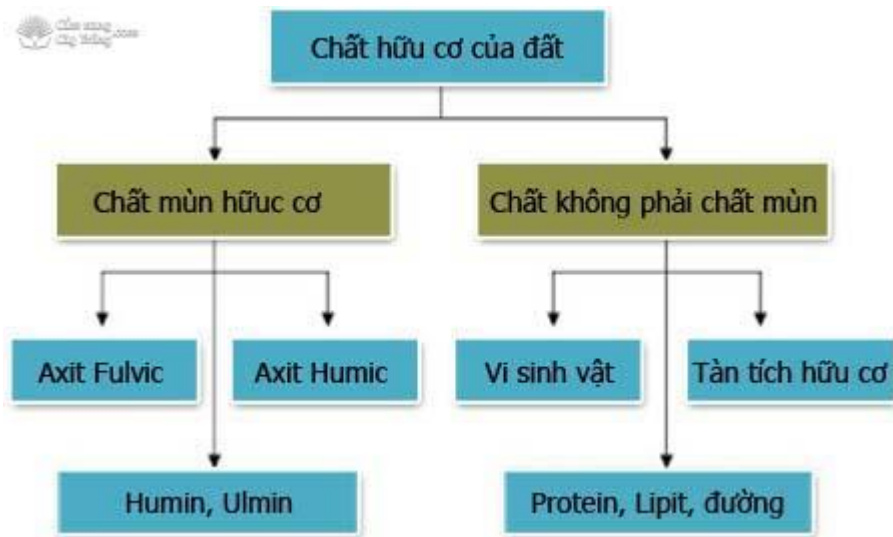 Chất hữu cơ của đất
Chất mùn hữuc cơ
Chất không phải chất mùn
Axit Fulvic
Axit Humic
Vi sinh vật
Tàn tích hữu cơ
Humin, Ulmin
Protein, Lipit, đường